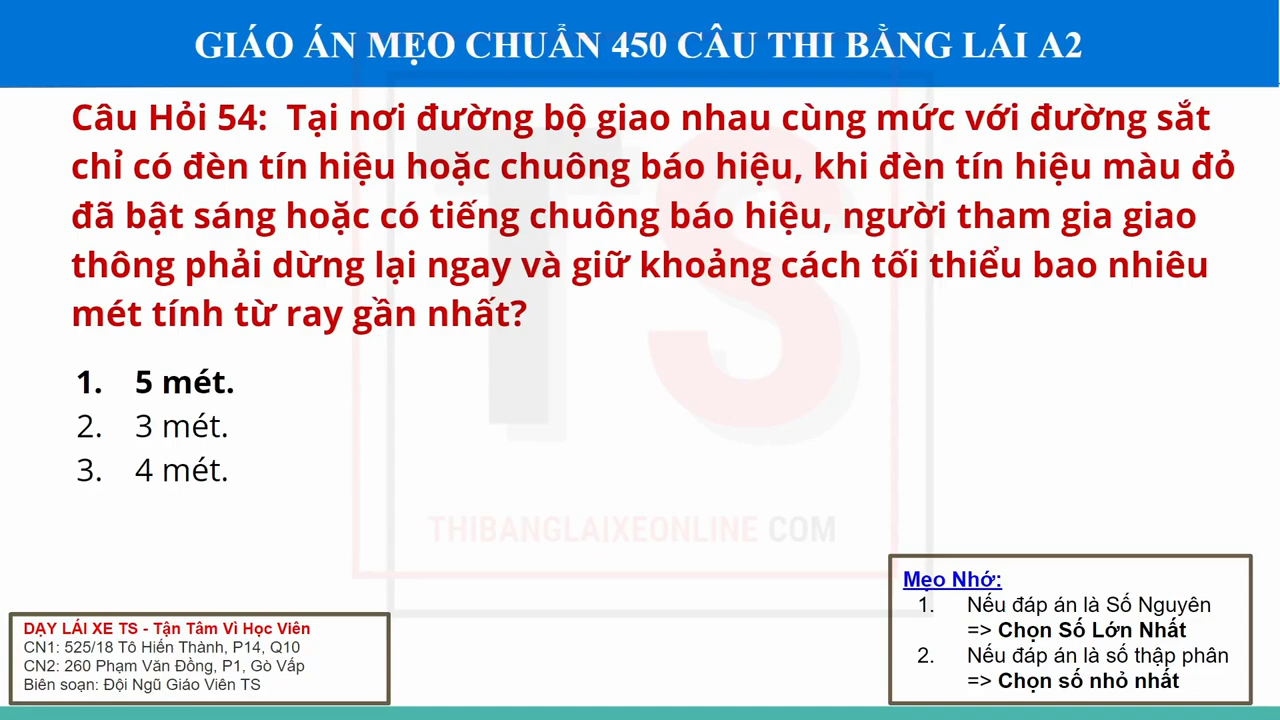 GIÁO ÁN MẸO CHUẨN 450 CÂU THI BẰNG LÁI A2
Câu Hỏi 54: Tại nơi đường bộ giao nhau cùng mức với đường sắt
chỉ có đèn tín hiệu hoặc chuông báo hiệu, khi đèn tín hiệu màu đỏ
đã bật sáng hoặc có tiếng chuông báo hiệu, người tham gia giao
thông phải dừng lại ngay và giữ khoảng cách tối thiểu bao nhiêu
mét tính từ ray gần nhất?
1. 5 mét.
2. 3 mét.
3. 4 mét.
TS
THIBANGLAIXEONLINE COM
DẠY LÁI XE TS - Tận Tâm Vì Học Viên
CN1: 525/18 Tô Hiến Thành, P14, Q10
CN2: 260 Phạm Văn Đồng, P1, Gò Vấp
Biên soạn: Đội Ngũ Giáo Viên TS
Mẹo Nhớ:
1. Nếu đáp án là Số Nguyên
=> Chọn Số Lớn Nhất
2. Nếu đáp án là số thập phân
=> Chọn số nhỏ nhất